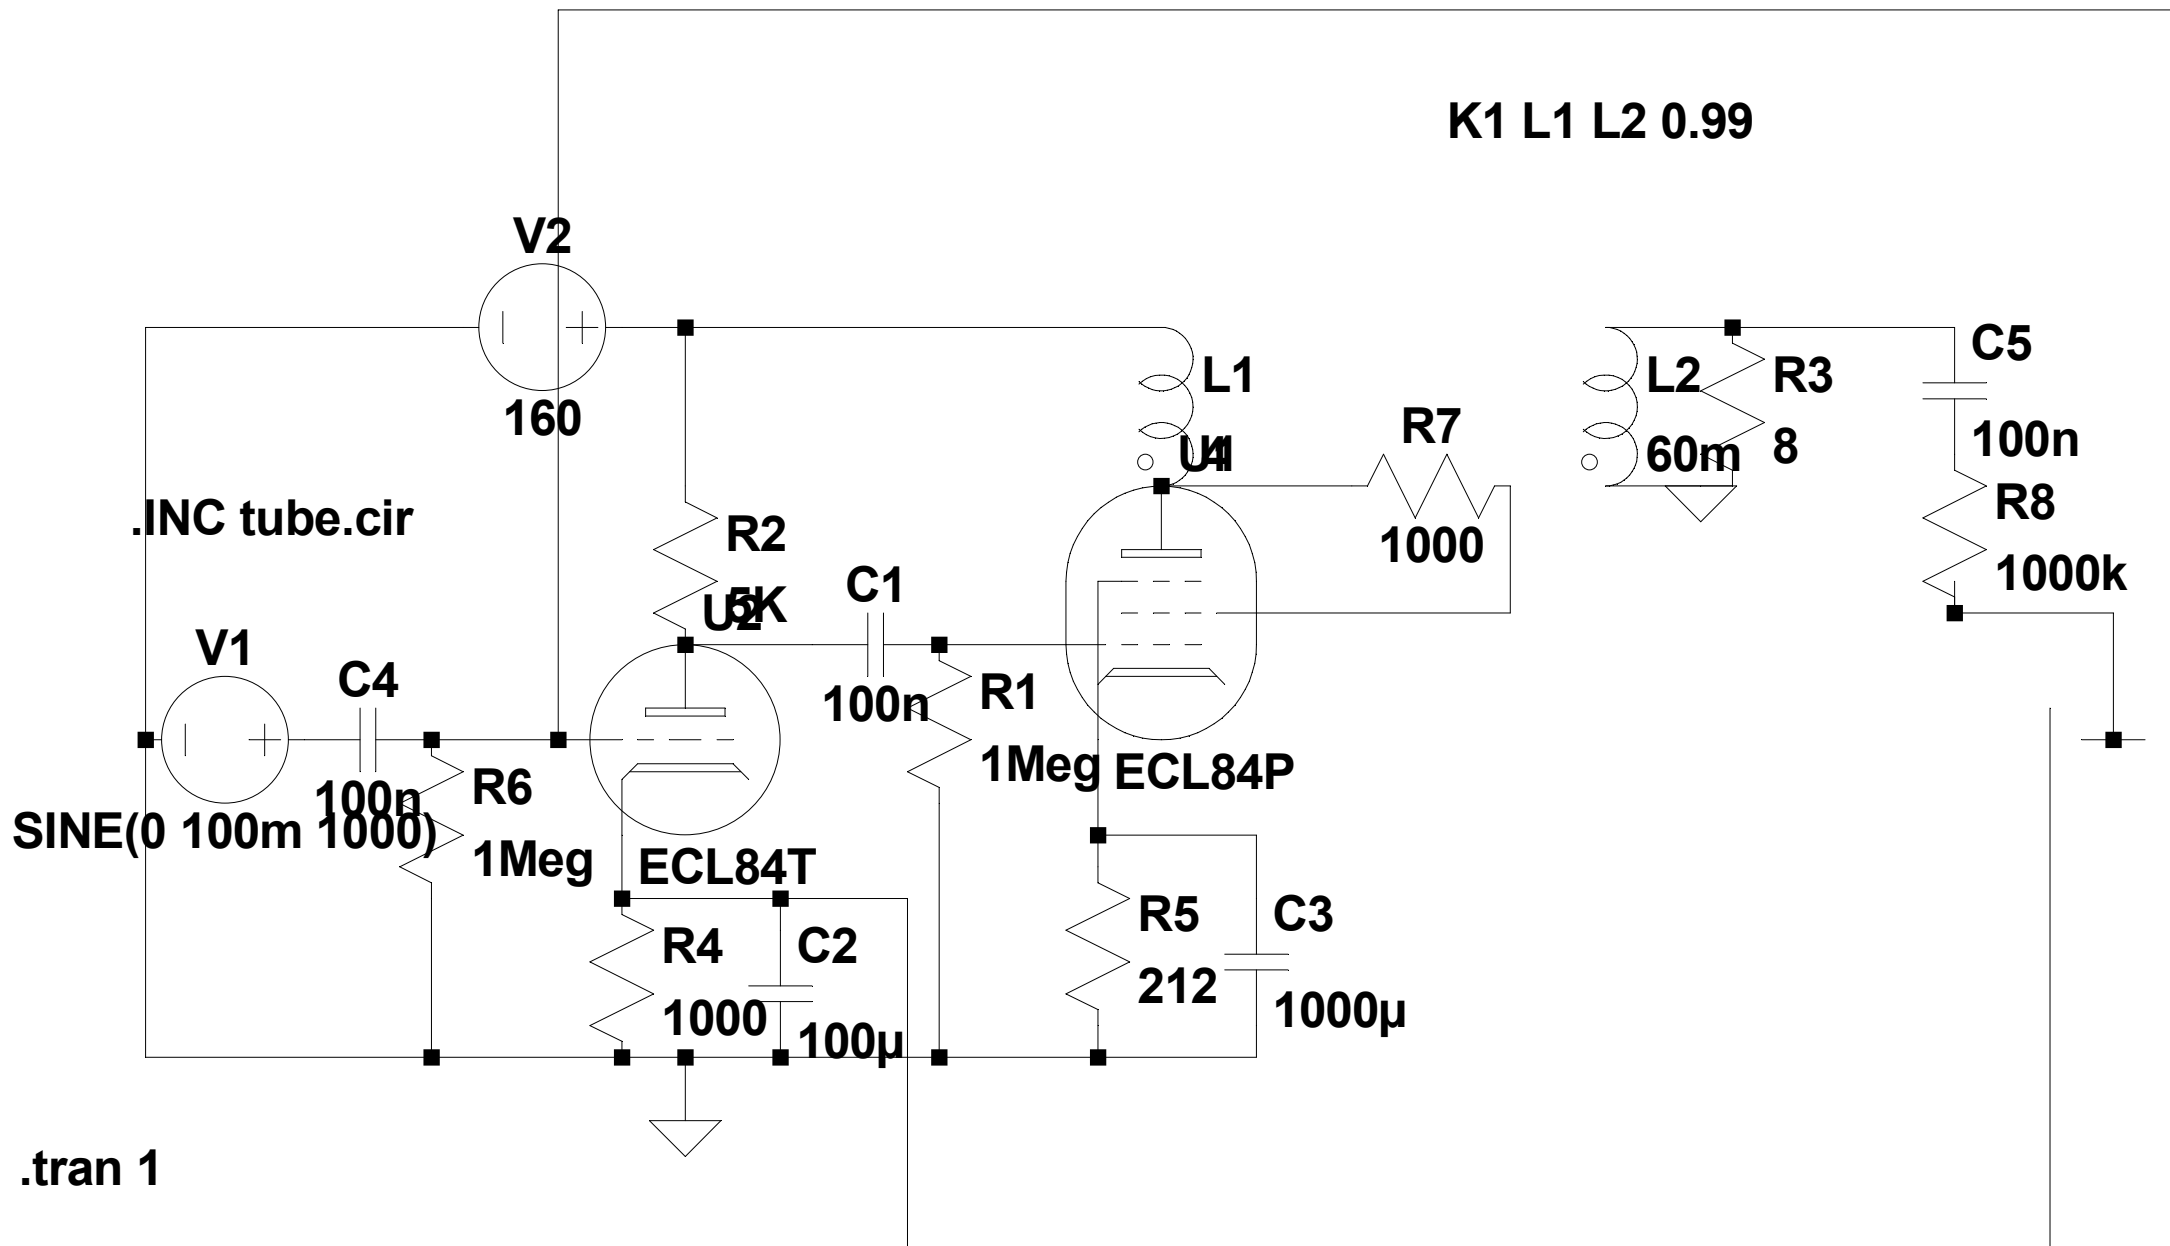 K1 L1 L2 0.99
V2
160
L1
L2
60m
R3
8
C5
100n
R7
1000
R8
1000k
.INC tube.cir
R2
5K
U2
C1
100n
V1
SINE(0 100m 1000)
C4
100n
R6
1Meg
R1
1Meg
ECL84P
ECL84T
R4
1000
C2
100µ
R5
212
C3
1000µ
.tran 1